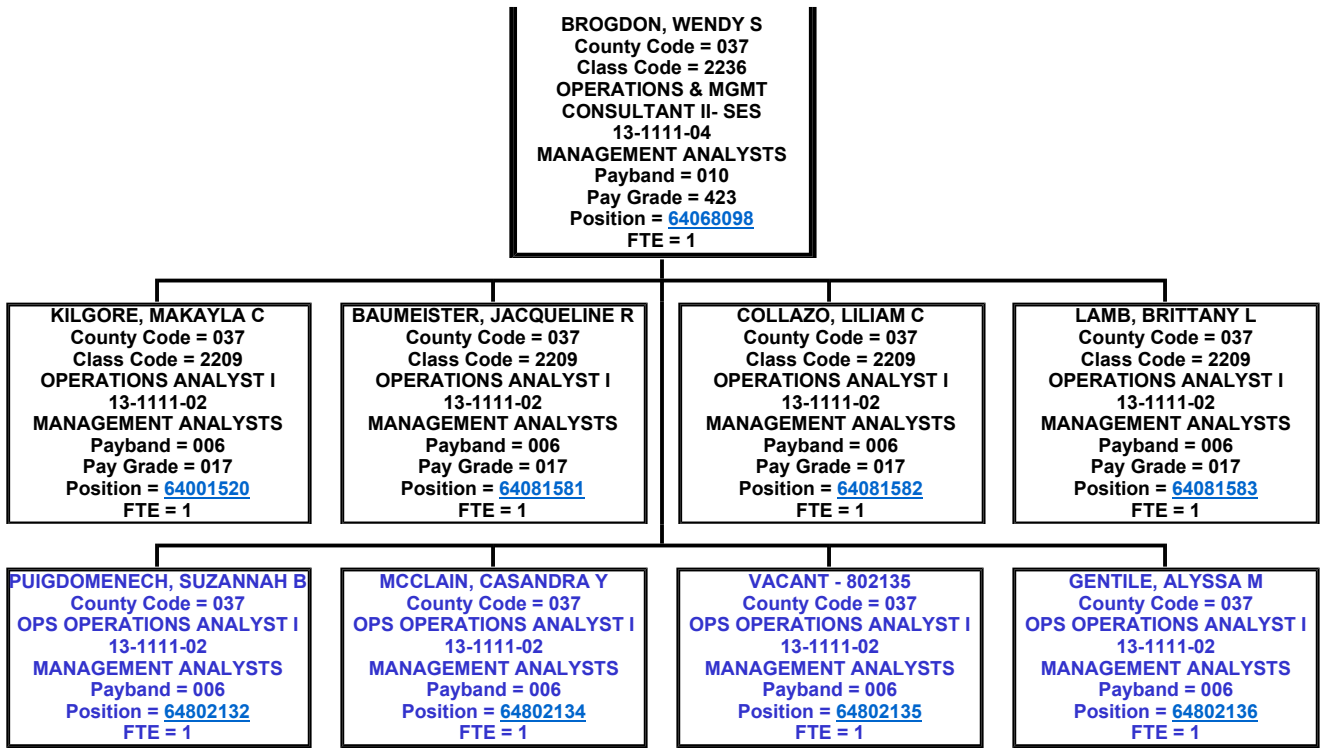 BROGDON, WENDY S
County Code = 037
Class Code = 2236
OPERATIONS & MGMT
CONSULTANT II- SES
13-1111-04
MANAGEMENT ANALYSTS
Payband = 010
Pay Grade = 423
Position = 64068098
FTE = 1
KILGORE, MAKAYLA C
County Code = 037
Class Code = 2209
OPERATIONS ANALYST I
13-1111-02
MANAGEMENT ANALYSTS
Payband = 006
Pay Grade = 017
Position = 64001520
FTE = 1
BAUMEISTER, JACQUELINE R
County Code = 037
Class Code = 2209
OPERATIONS ANALYST I
13-1111-02
MANAGEMENT ANALYSTS
Payband = 006
Pay Grade = 017
Position = 64081581
FTE = 1
COLLAZO, LILIAM C
County Code = 037
Class Code = 2209
OPERATIONS ANALYST I
13-1111-02
MANAGEMENT ANALYSTS
Payband = 006
Pay Grade = 017
Position = 64081582
FTE = 1
LAMB, BRITTANY L
County Code = 037
Class Code = 2209
OPERATIONS ANALYST I
13-1111-02
MANAGEMENT ANALYSTS
Payband = 006
Pay Grade = 017
Position = 64081583
FTE = 1
PUIGDOMENECH, SUZANNAH B
County Code = 037
OPS OPERATIONS ANALYST I
13-1111-02
MANAGEMENT ANALYSTS
Payband = 006
Position = 64802132
FTE = 1
MCCLAIN, CASANDRA Y
County Code = 037
OPS OPERATIONS ANALYST I
13-1111-02
MANAGEMENT ANALYSTS
Payband = 006
Position = 64802134
FTE = 1
VACANT - 802135
County Code = 037
OPS OPERATIONS ANALYST I
13-1111-02
MANAGEMENT ANALYSTS
Payband = 006
Position = 64802135
FTE = 1
GENTILE, ALYSSA M
County Code = 037
OPS OPERATIONS ANALYST I
13-1111-02
MANAGEMENT ANALYSTS
Payband = 006
Position = 64802136
FTE = 1